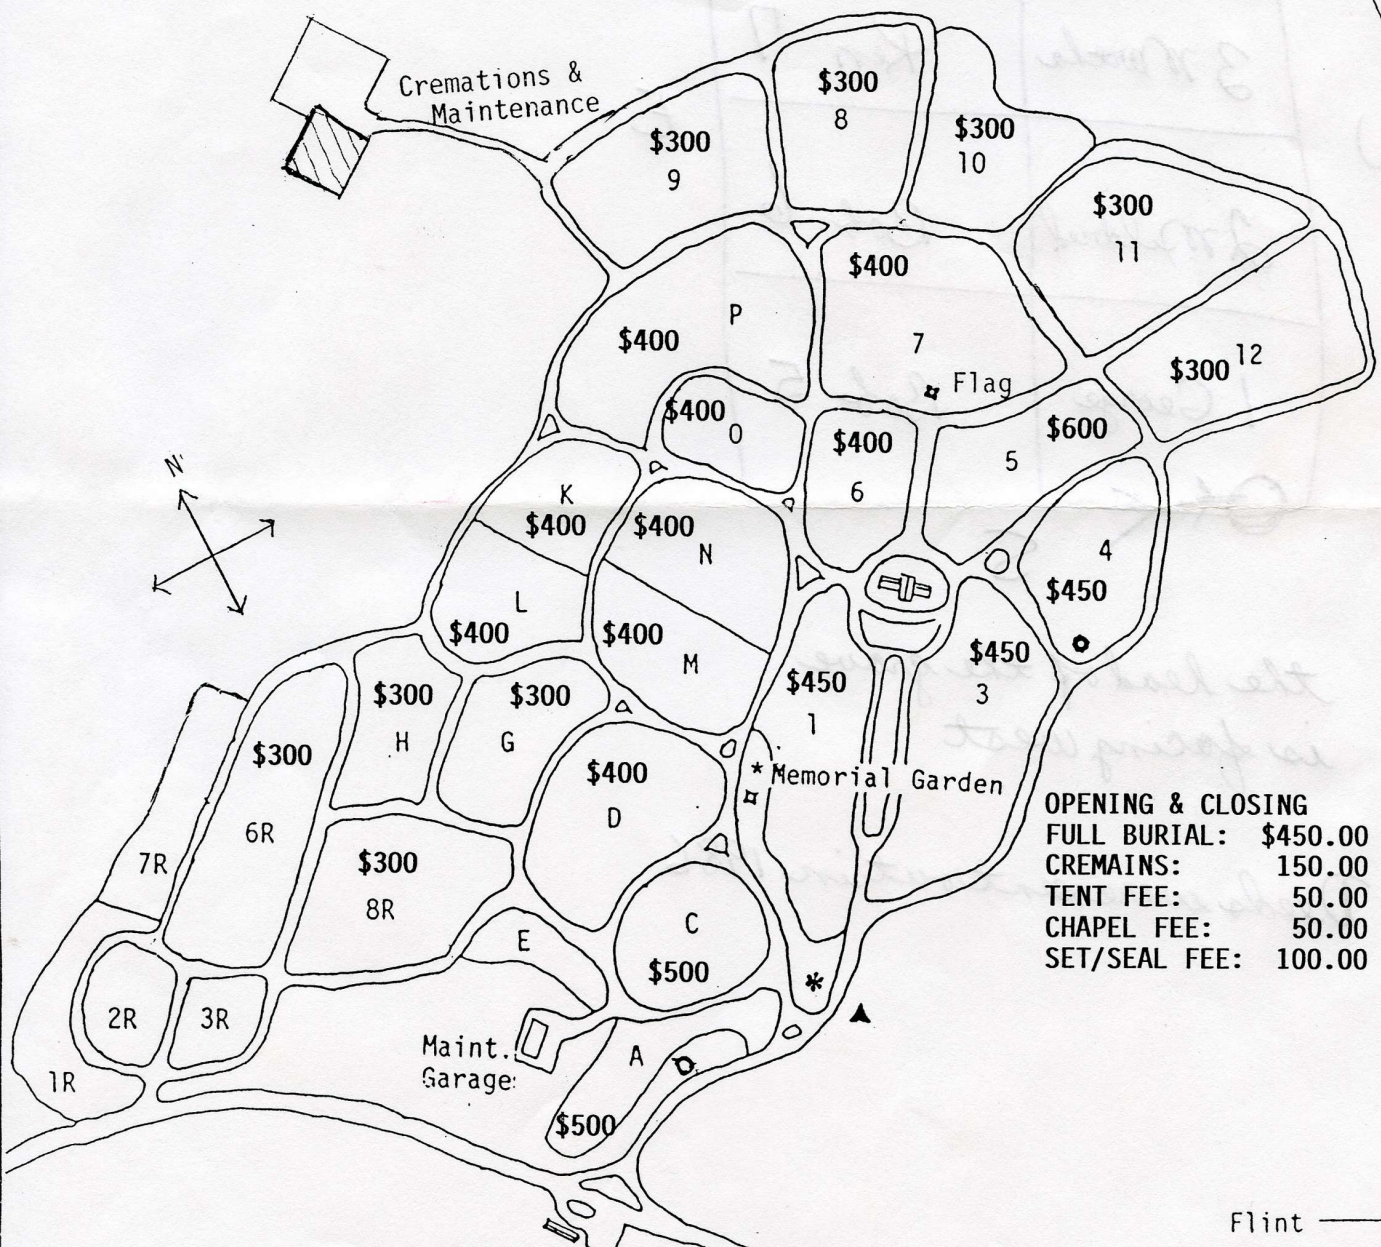 Cremations &
Maintenance
$300
8
$300
9
$300
10
$300
11
$400
7
Flag
P
$400
$300 12
$400
O
$400
6
$600
5
N
K
$400
$400
N
4
$450
L
$400
$400
M
$450
1
$450
3
$300
H
$300
G
$300
6R
$400
D
* Memorial Garden
7R
$300
8R
OPENING & CLOSING
FULL BURIAL: $450.00
CREMAINS: 150.00
TENT FEE: 50.00
CHAPEL FEE: 50.00
SET/SEAL FEE: 100.00
E
C
$500
*
2R
3R
1R
Maint.
Garage
A
$500
Flint